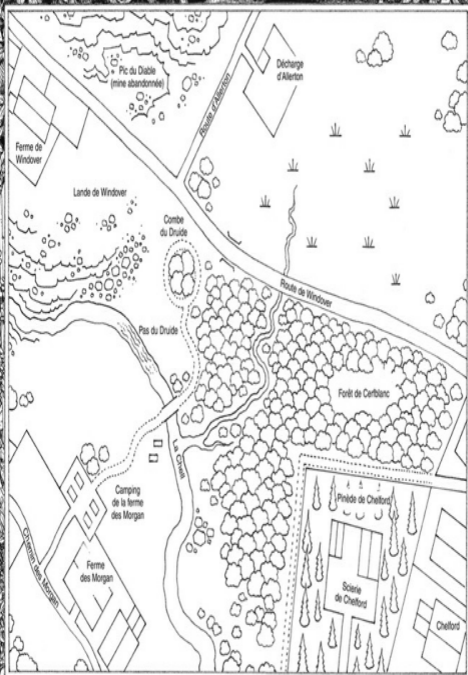 Pic du Diable
(mine abandonnée)
Décharge
d'Allerton
Route d'Allerton
Ferme de
Windover
Lande de Windover
Combe
du Druide
Route de Windover
Pas du Druide
Forêt de Cerfblanc
La Chell
Camping
de la ferme
des Morgan
Pinède de Chelford
Chemin des Morgan
Ferme
des Morgan
Scierie
de Chelford
Chelford